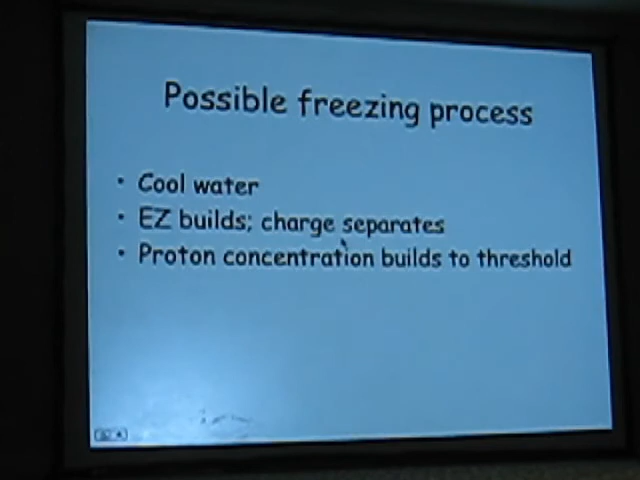 Possible freezing process
• Cool water
• EZ builds; charge separates
• Proton concentration builds to threshold